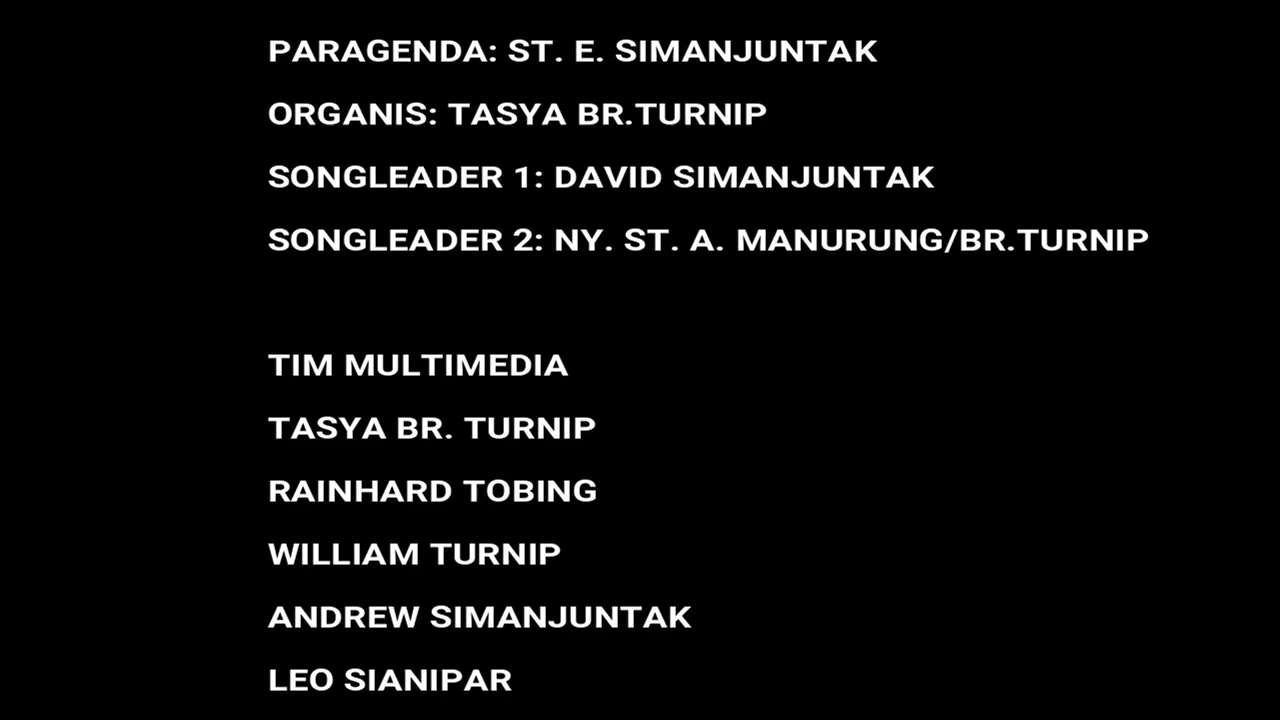 PARAGENDA: ST. E. SIMANJUNTAK
ORGANIS: TASYA BR.TURNIP
SONGLEADER 1: DAVID SIMANJUNTAK
SONGLEADER 2: NY. ST. A. MANURUNG/BR.TURNIP
TIM MULTIMEDIA
TASYA BR. TURNIP
RAINHARD TOBING
WILLIAM TURNIP
ANDREW SIMANJUNTAK
LEO SIANIPAR